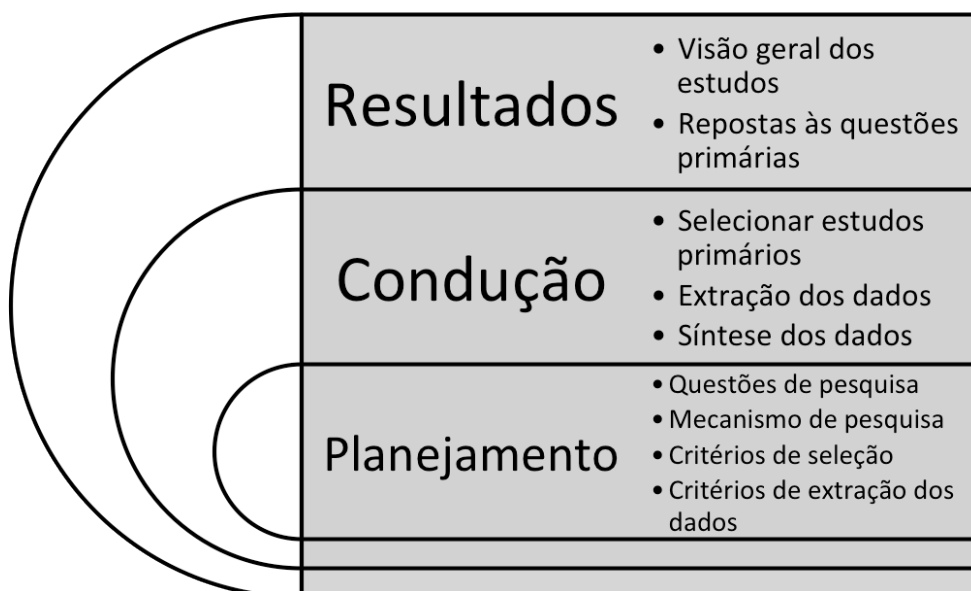 Resultados
• Visão geral dos
estudos
• Repostas às questões
primárias
Condução
• Selecionar estudos
primários
• Extração dos dados
• Síntese dos dados
Planejamento
• Questões de pesquisa
• Mecanismo de pesquisa
• Critérios de seleção
• Critérios de extração dos
dados